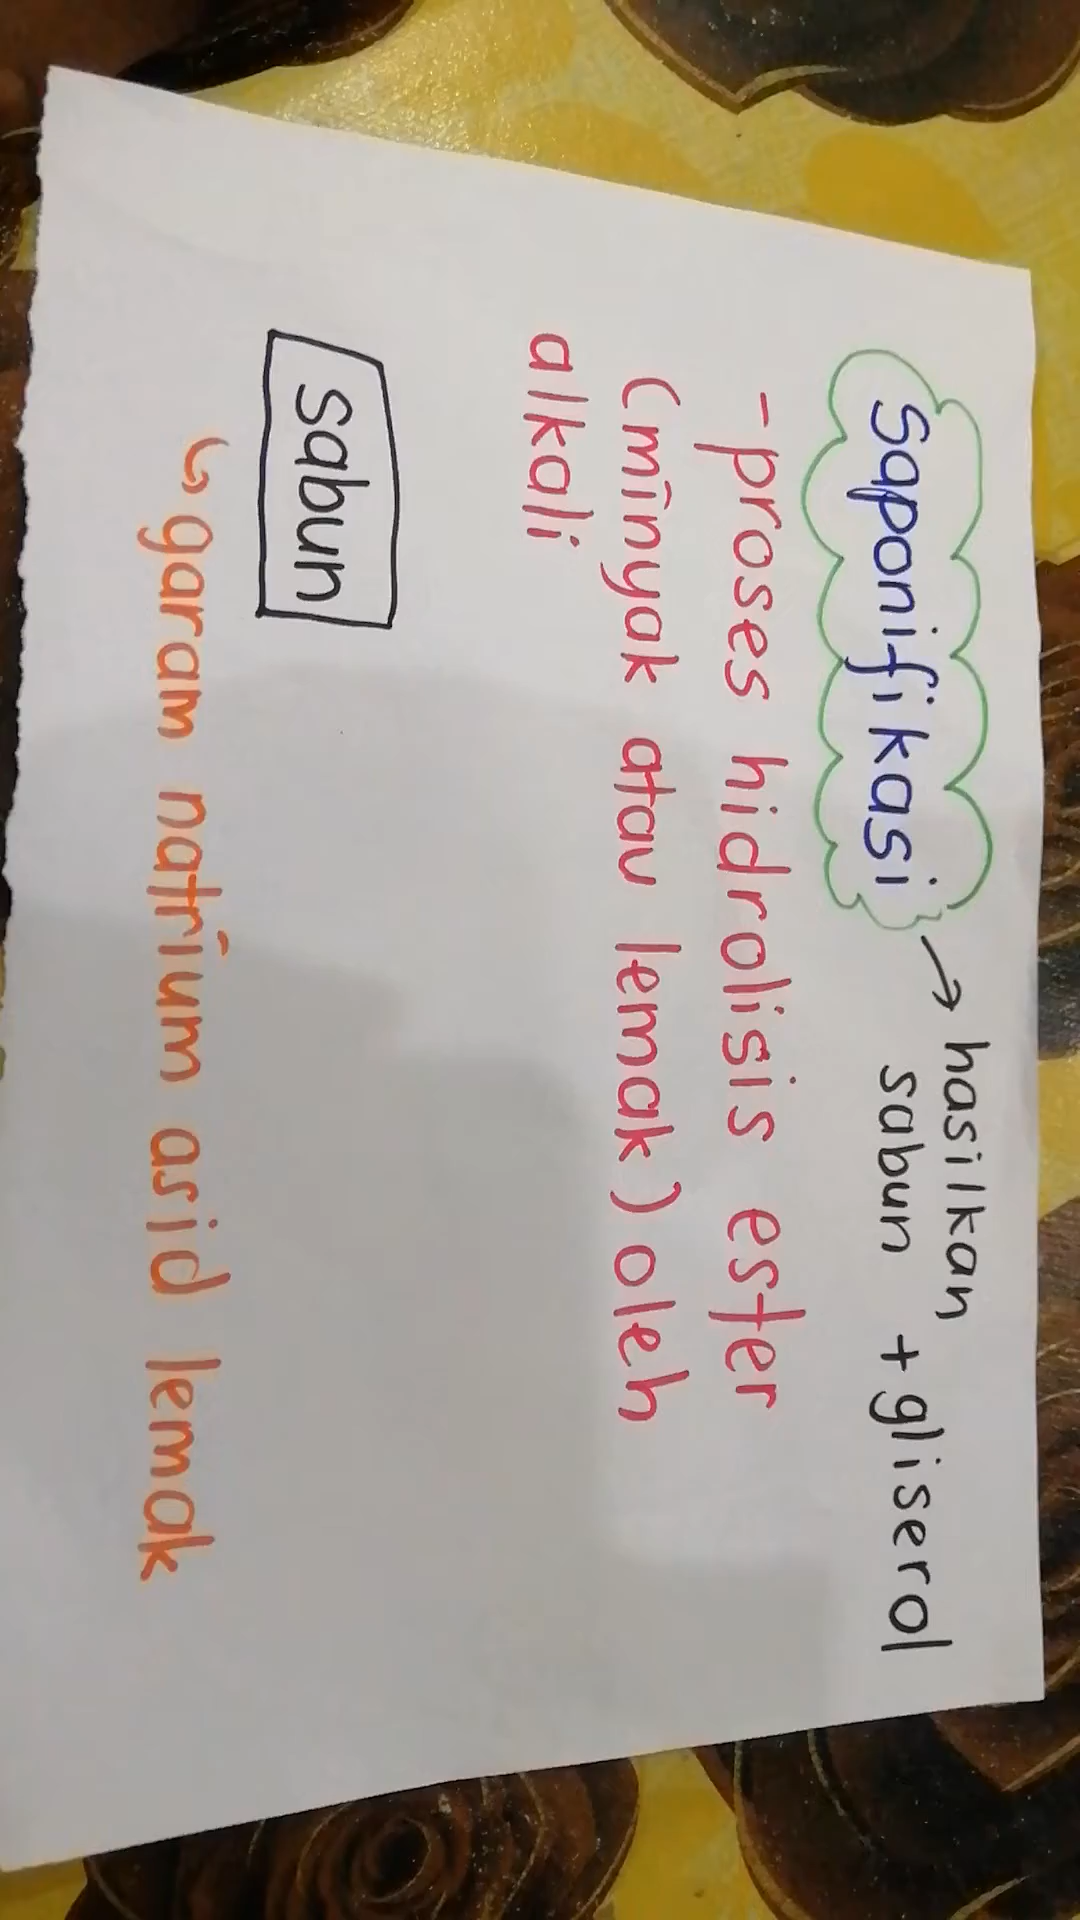 Saponifikasi → hasilkan
sabun + gliserol
- proses hidrolisis ester
(minyak atau lemak) oleh
alkali
sabun
↳ garam natrium asid lemak